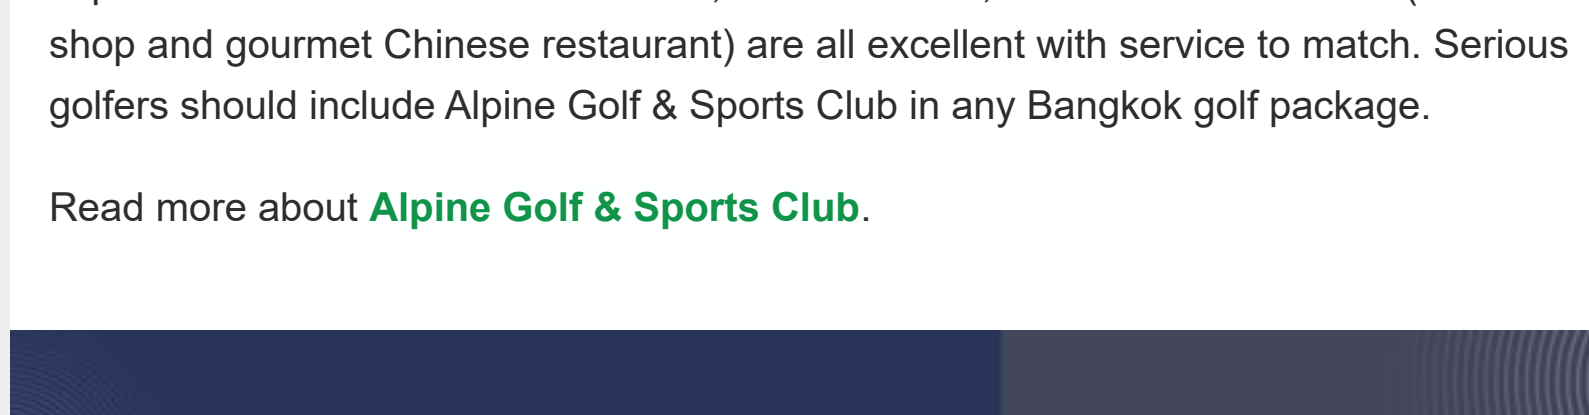 shop and gourmet Chinese restaurant) are all excellent with service to match. Serious
golfers should include Alpine Golf & Sports Club in any Bangkok golf package.
Read more about Alpine Golf & Sports Club.